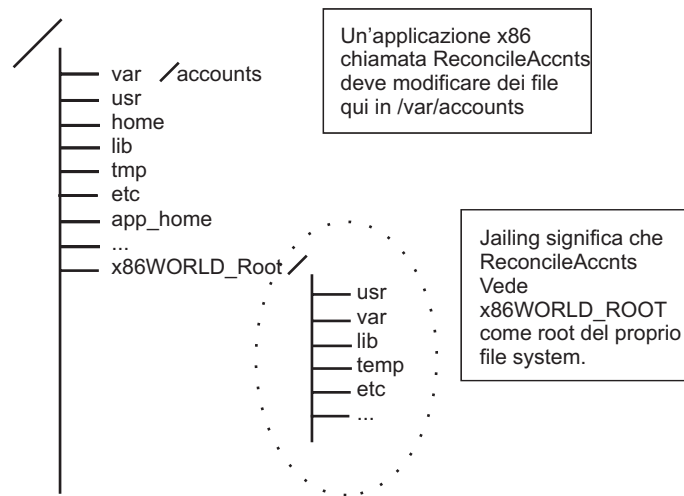 /
var /accounts
usr
home
lib
tmp
etc
app_home
...
x86WORLD_Root /
usr
var
lib
temp
etc
...
Un'applicazione x86
chiamata ReconcileAccnts
deve modificare dei file
qui in /var/accounts
Jailing significa che
ReconcileAccnts
Vede
x86WORLD_ROOT
come root del proprio
file system.